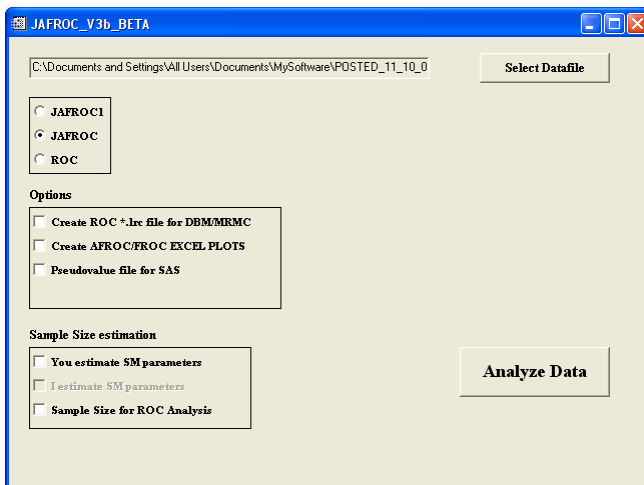 JAFROC_V3b_BETA
C:\Documents and Settings\All Users\Documents\MySoftware\POSTED_11_10_0
Select Datafile
JAFROC1
JAFROC
ROC
Options
Create ROC *.lrc file for DBM/MRMC
Create AFROC/FROC EXCEL PLOTS
Pseudovalue file for SAS
Sample Size estimation
You estimate SM parameters
I estimate SM parameters
Sample Size for ROC Analysis
Analyze Data